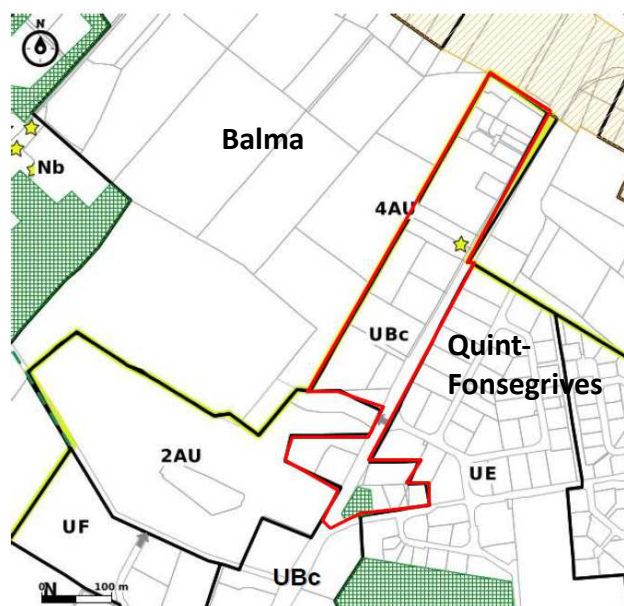 N
Balma
Nb
4AU
UBc
Quint-
Fonsegrives
2AU
UE
UF
UBc
0 100 m
N